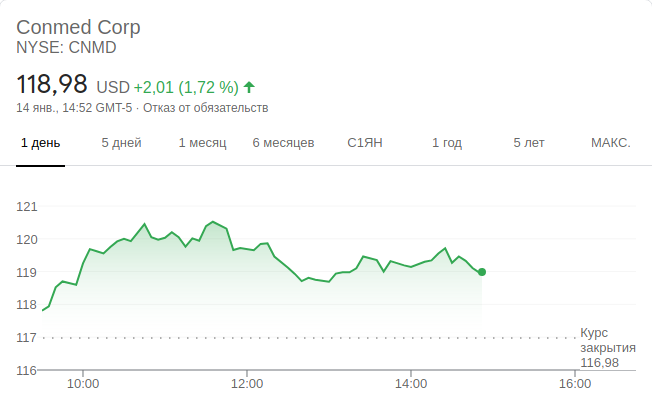 Conmed Corp
NYSE: CNMD
118,98 USD +2,01 (1,72 %)
14 янв., 14:52 GMT-5 · Отказ от обязательств
1 день 5 дней 1 месяц 6 месяцев С1ЯН 1 год 5 лет МАКС.
121
120
119
118
117
Курс
закрытия
116,98
116
10:00 12:00 14:00 16:00